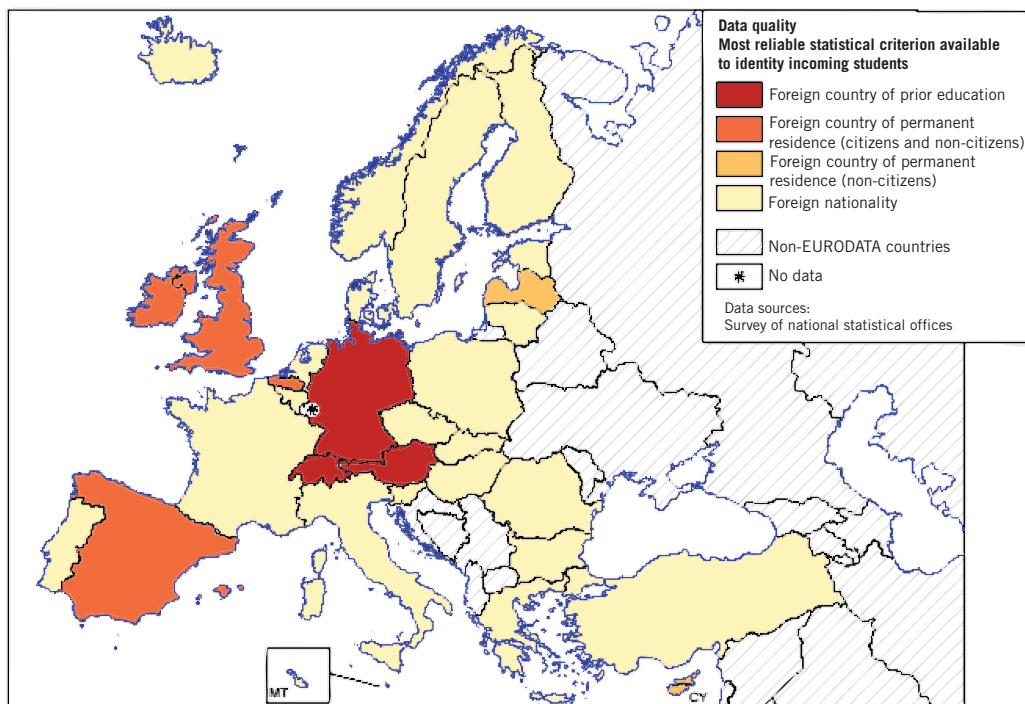 Data quality
Most reliable statistical criterion available
to identity incoming students
Foreign country of prior education
Foreign country of permanent
residence (citizens and non-citizens)
Foreign country of permanent
residence (non-citizens)
Foreign nationality
Non-EURODATA countries
* No data
Data sources:
Survey of national statistical offices
*
MT
CY